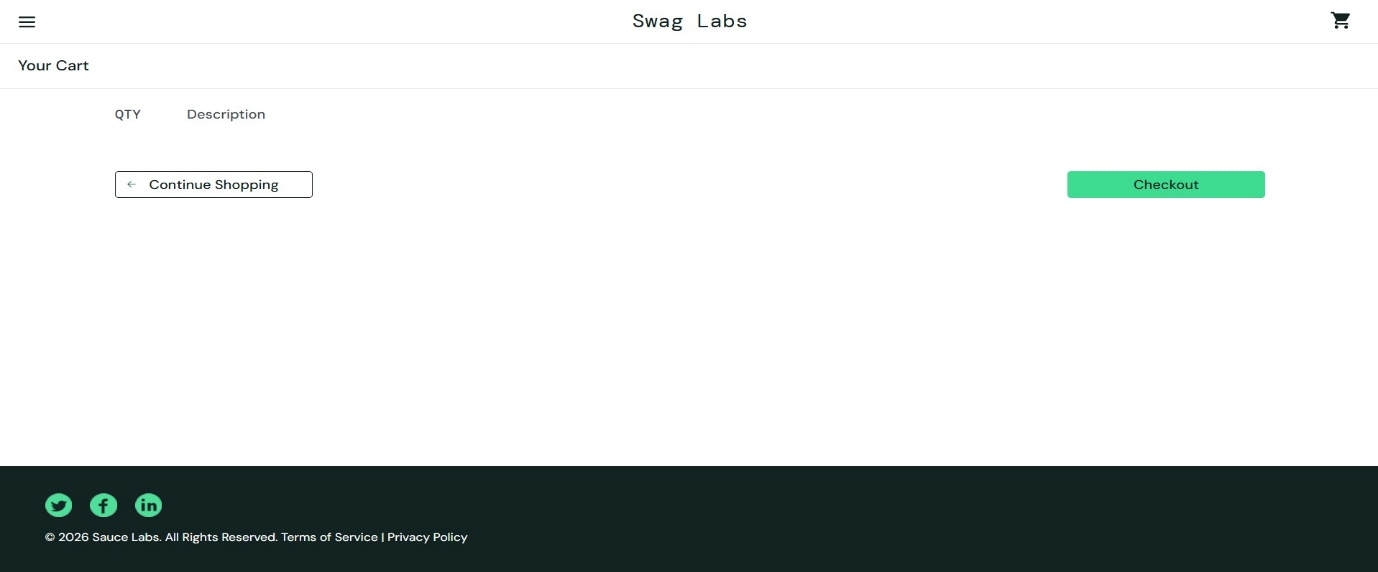 Swag Labs
Your Cart
QTY Description
Continue Shopping Checkout
© 2026 Sauce Labs. All Rights Reserved. Terms of Service | Privacy Policy